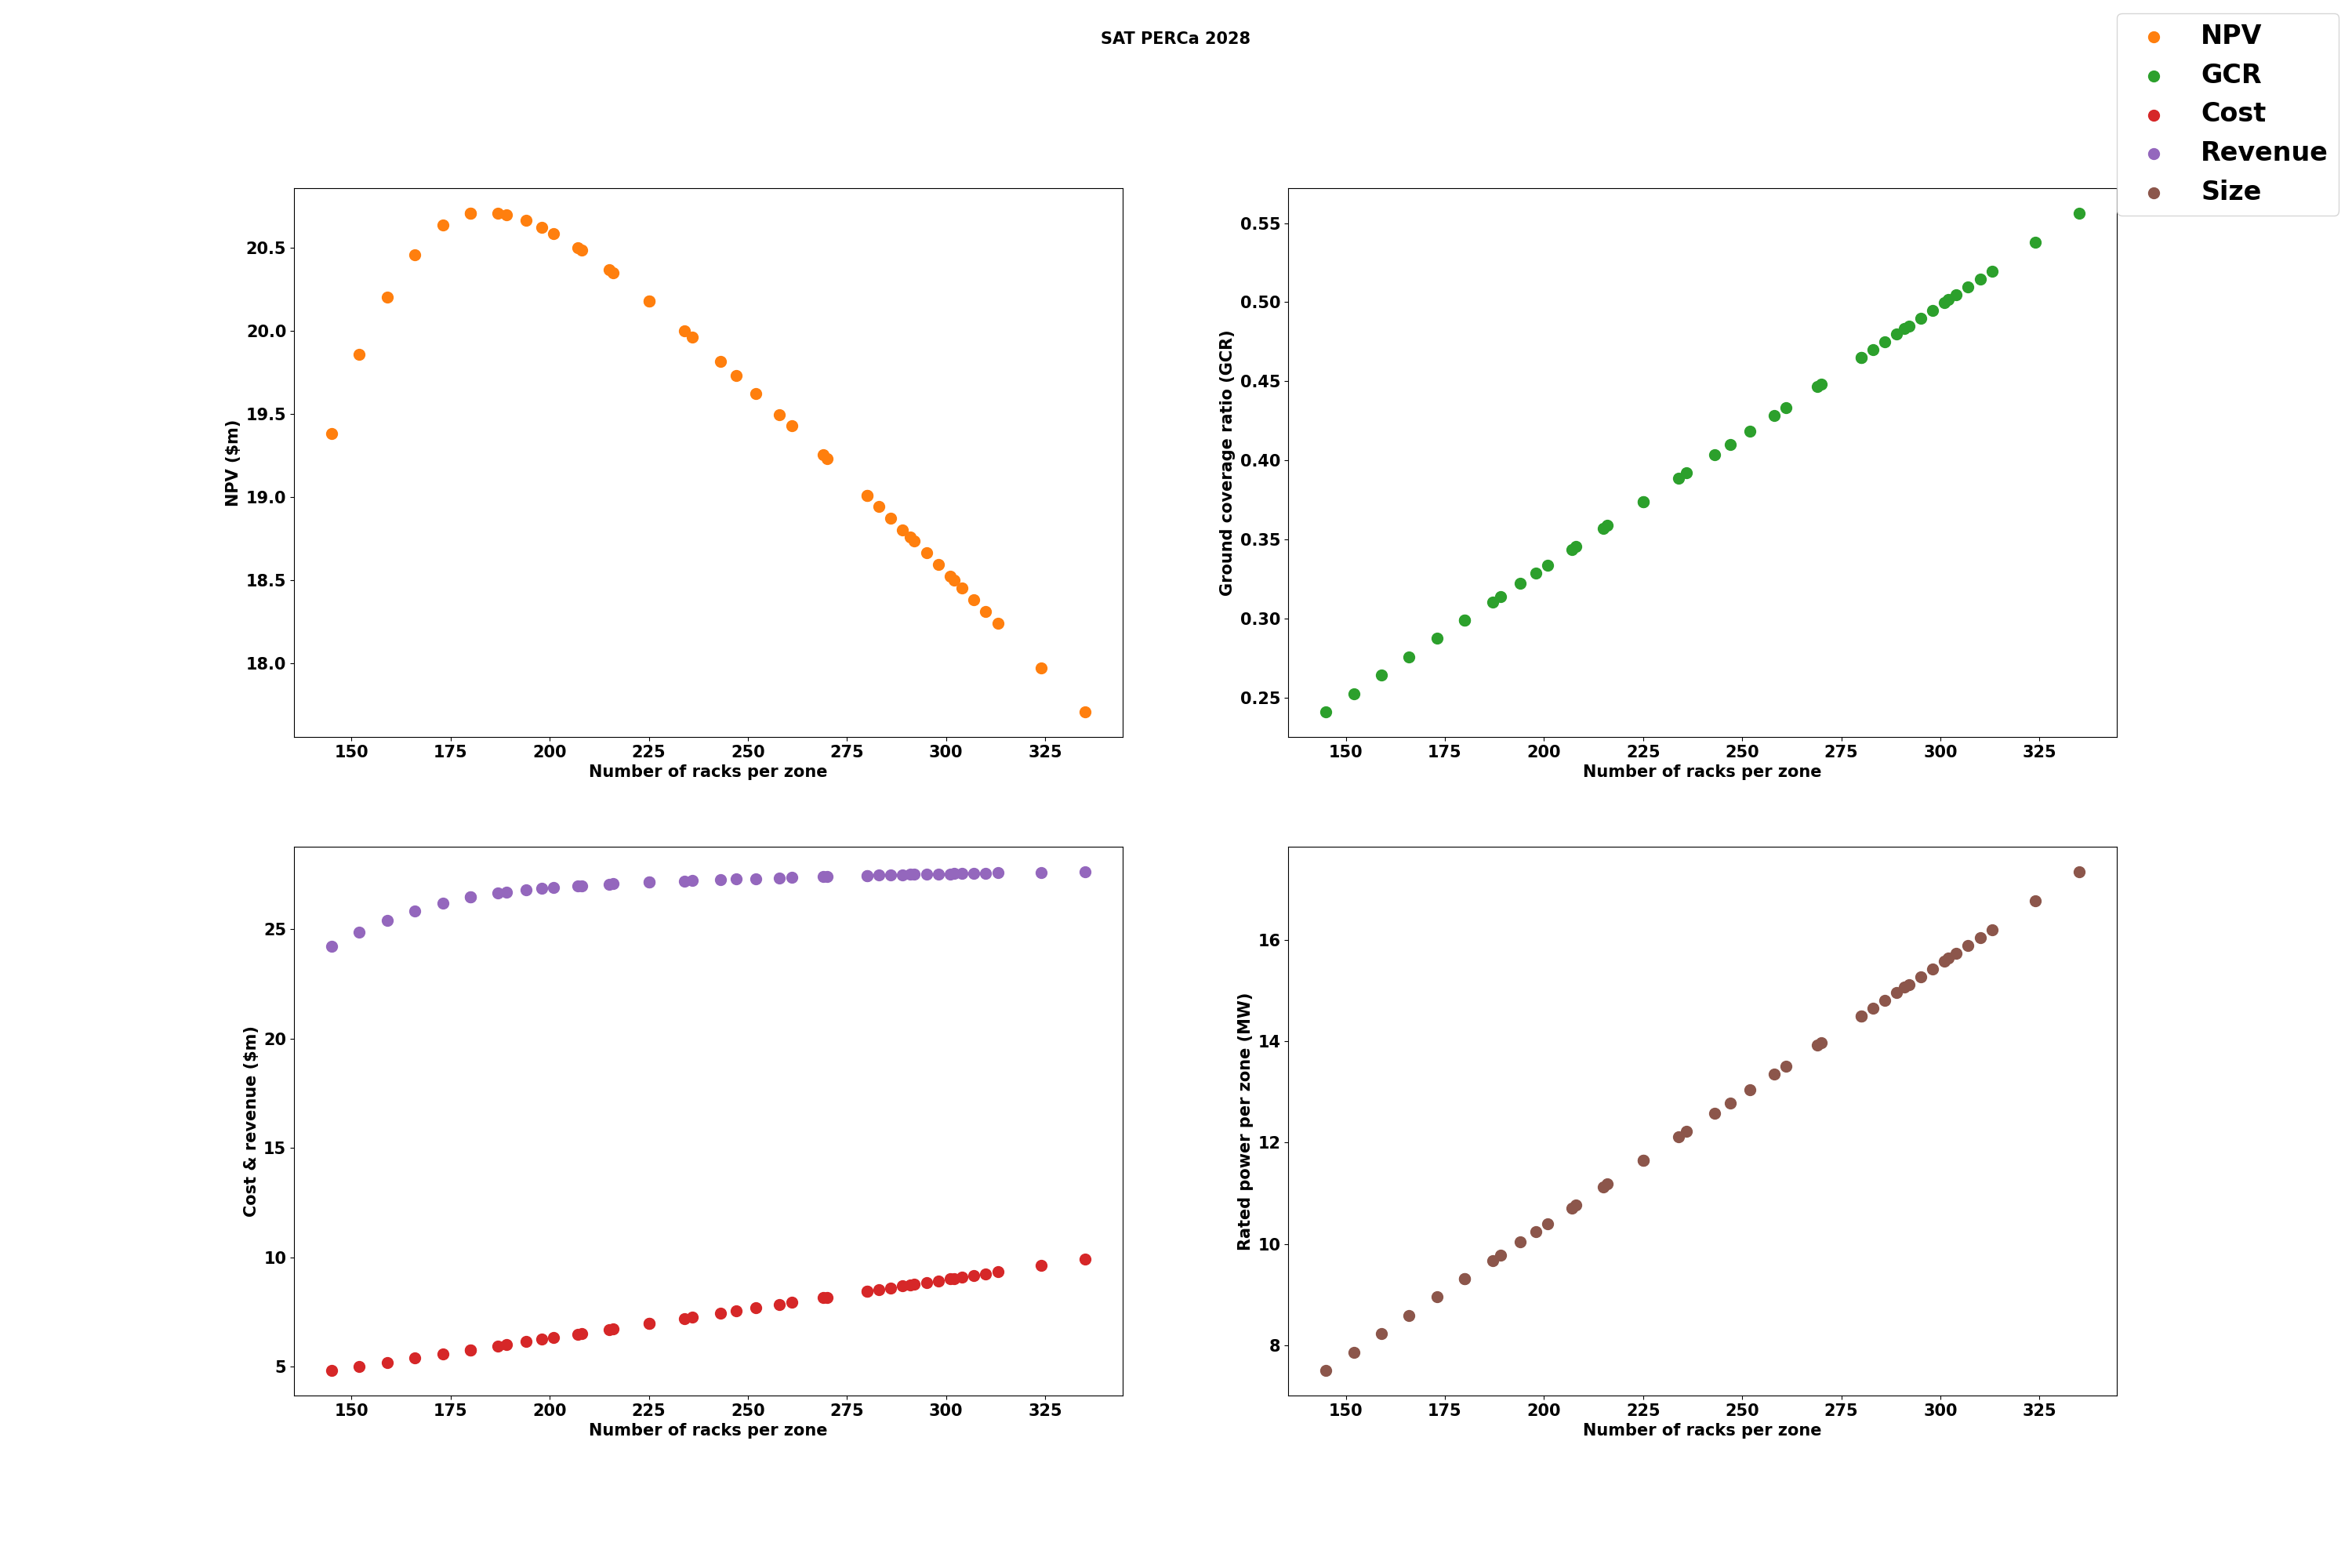 SAT PERCa 2028
NPV
GCR
Cost
Revenue
Size
NPV ($m)
20.5
20.0
19.5
19.0
18.5
18.0
150 175 200 225 250 275 300 325
Number of racks per zone
Ground coverage ratio (GCR)
0.55
0.50
0.45
0.40
0.35
0.30
0.25
150 175 200 225 250 275 300 325
Number of racks per zone
Cost & revenue ($m)
25
20
15
10
5
150 175 200 225 250 275 300 325
Number of racks per zone
Rated power per zone (MW)
16
14
12
10
8
150 175 200 225 250 275 300 325
Number of racks per zone